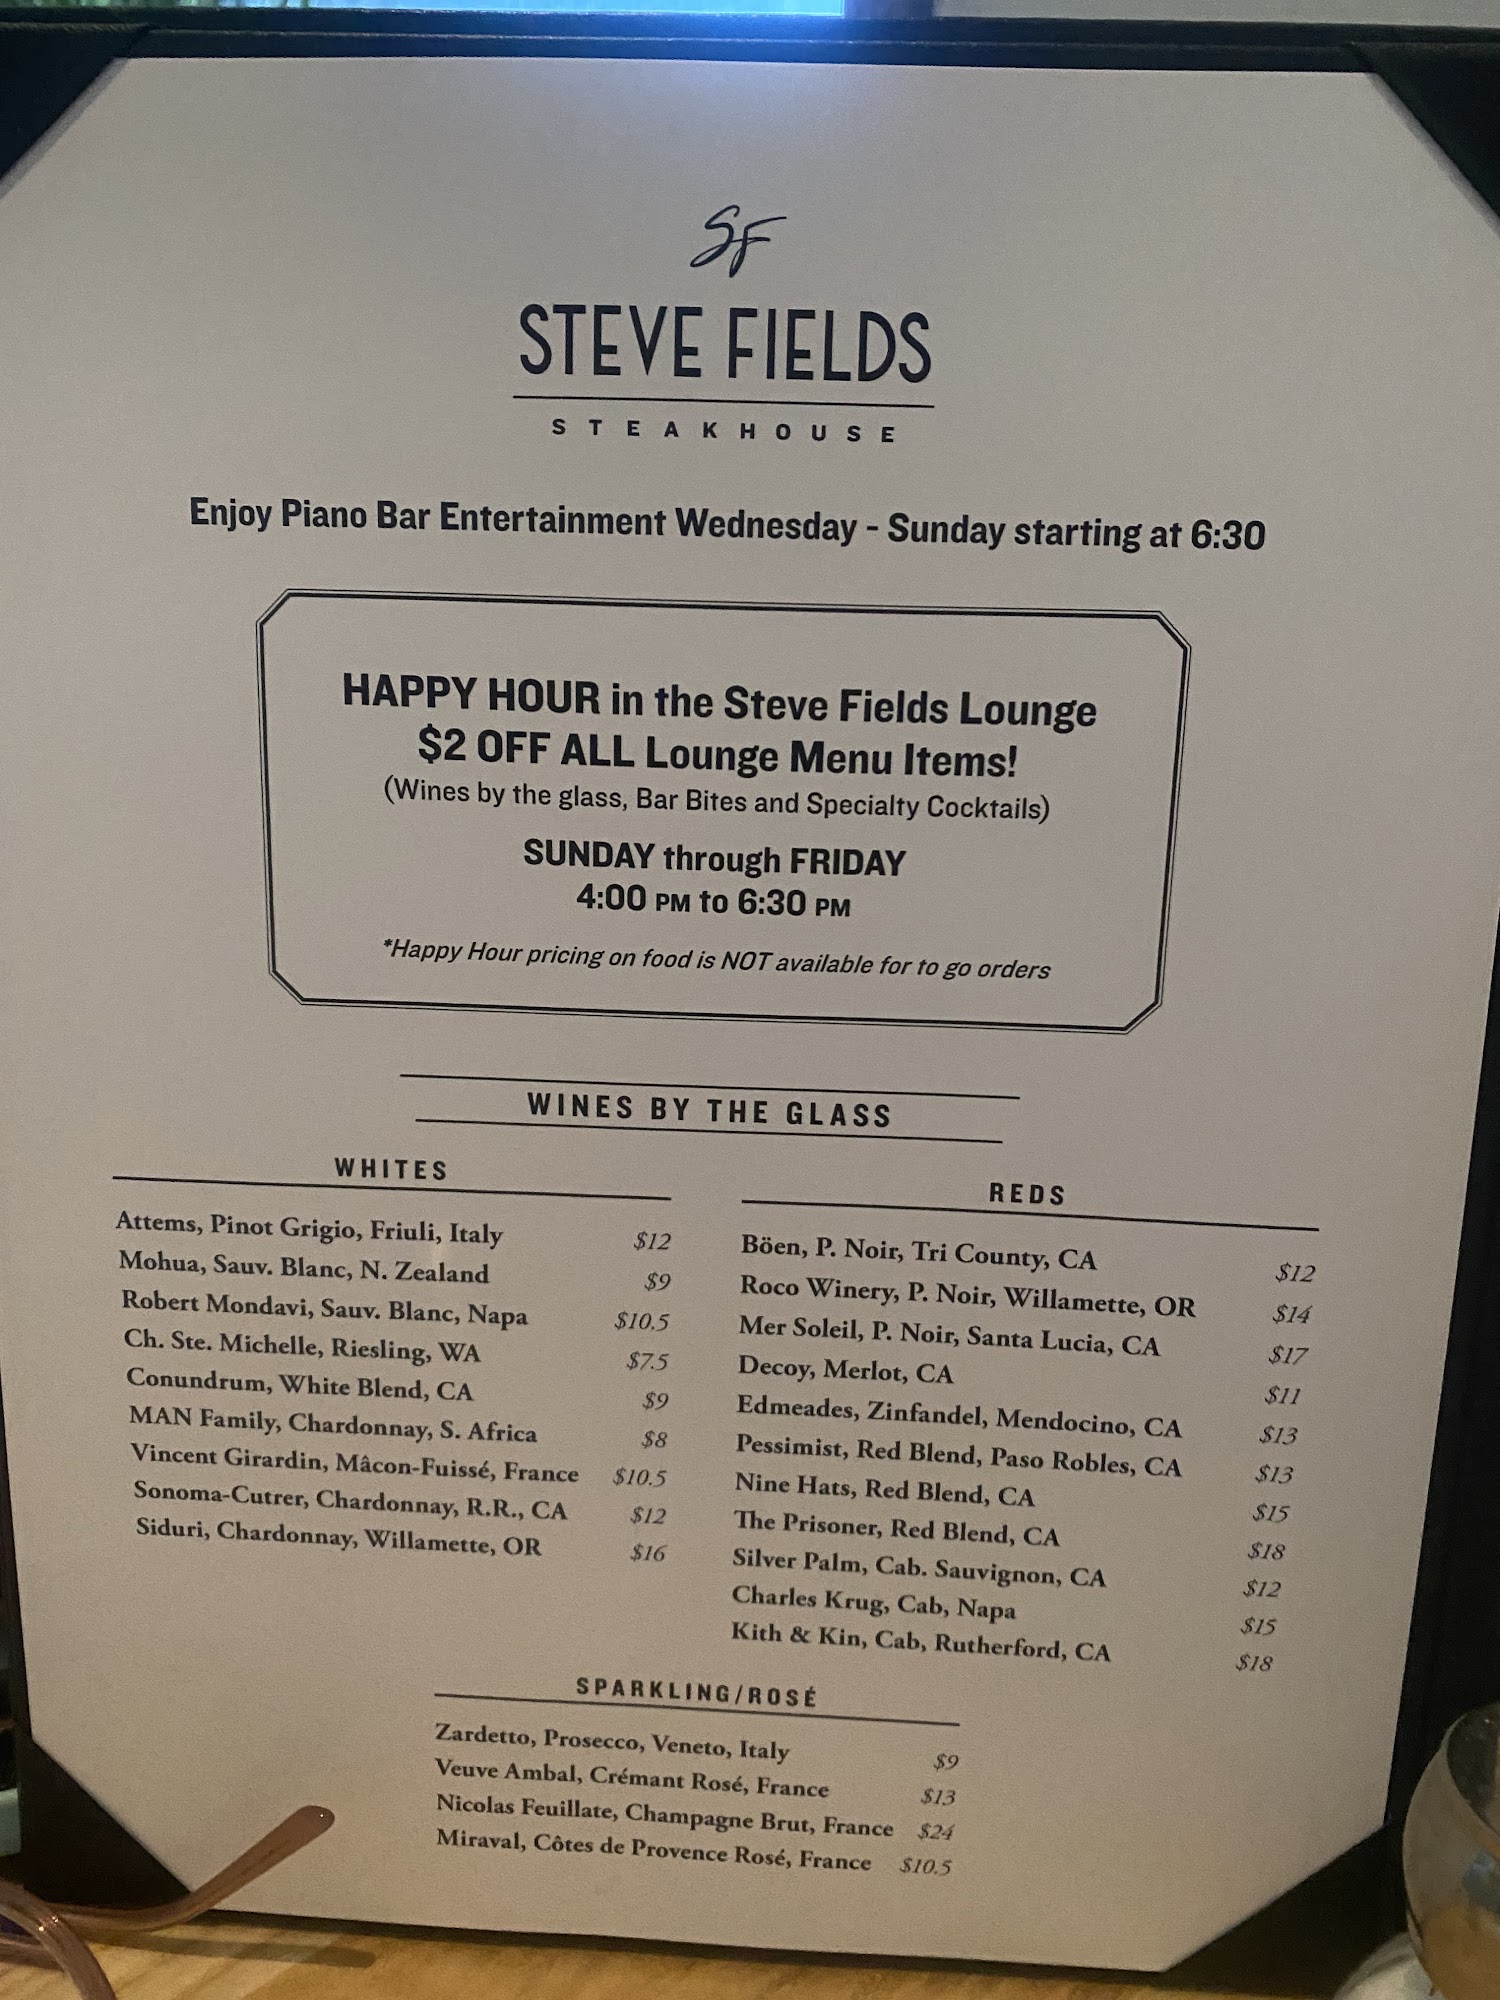 SF
STEVE FIELDS
STEAKHOUSE
Enjoy Piano Bar Entertainment Wednesday - Sunday starting at 6:30
HAPPY HOUR in the Steve Fields Lounge
$2 OFF ALL Lounge Menu Items!
(Wines by the glass, Bar Bites and Specialty Cocktails)
SUNDAY through FRIDAY
4:00 PM to 6:30 PM
*Happy Hour pricing on food is NOT available for to go orders
WINES BY THE GLASS
WHITES
Attems, Pinot Grigio, Friuli, Italy $12
Mohua, Sauv. Blanc, N. Zealand $9
Robert Mondavi, Sauv. Blanc, Napa $10.5
Ch. Ste. Michelle, Riesling, WA $7.5
Conundrum, White Blend, CA $9
MAN Family, Chardonnay, S. Africa $8
Vincent Girardin, Mâcon-Fuissé, France $10.5
Sonoma-Cutrer, Chardonnay, R.R., CA $12
Siduri, Chardonnay, Willamette, OR $16
REDS
Böen, P. Noir, Tri County, CA $12
Roco Winery, P. Noir, Willamette, OR $14
Mer Soleil, P. Noir, Santa Lucia, CA $17
Decoy, Merlot, CA $11
Edmeades, Zinfandel, Mendocino, CA $13
Pessimist, Red Blend, Paso Robles, CA $13
Nine Hats, Red Blend, CA $15
The Prisoner, Red Blend, CA $18
Silver Palm, Cab. Sauvignon, CA $12
Charles Krug, Cab, Napa $15
Kith & Kin, Cab, Rutherford, CA $18
SPARKLING/ROSÉ
Zardetto, Prosecco, Veneto, Italy $9
Veuve Ambal, Crémant Rosé, France $13
Nicolas Feuillate, Champagne Brut, France $24
Miraval, Côtes de Provence Rosé, France $10.5